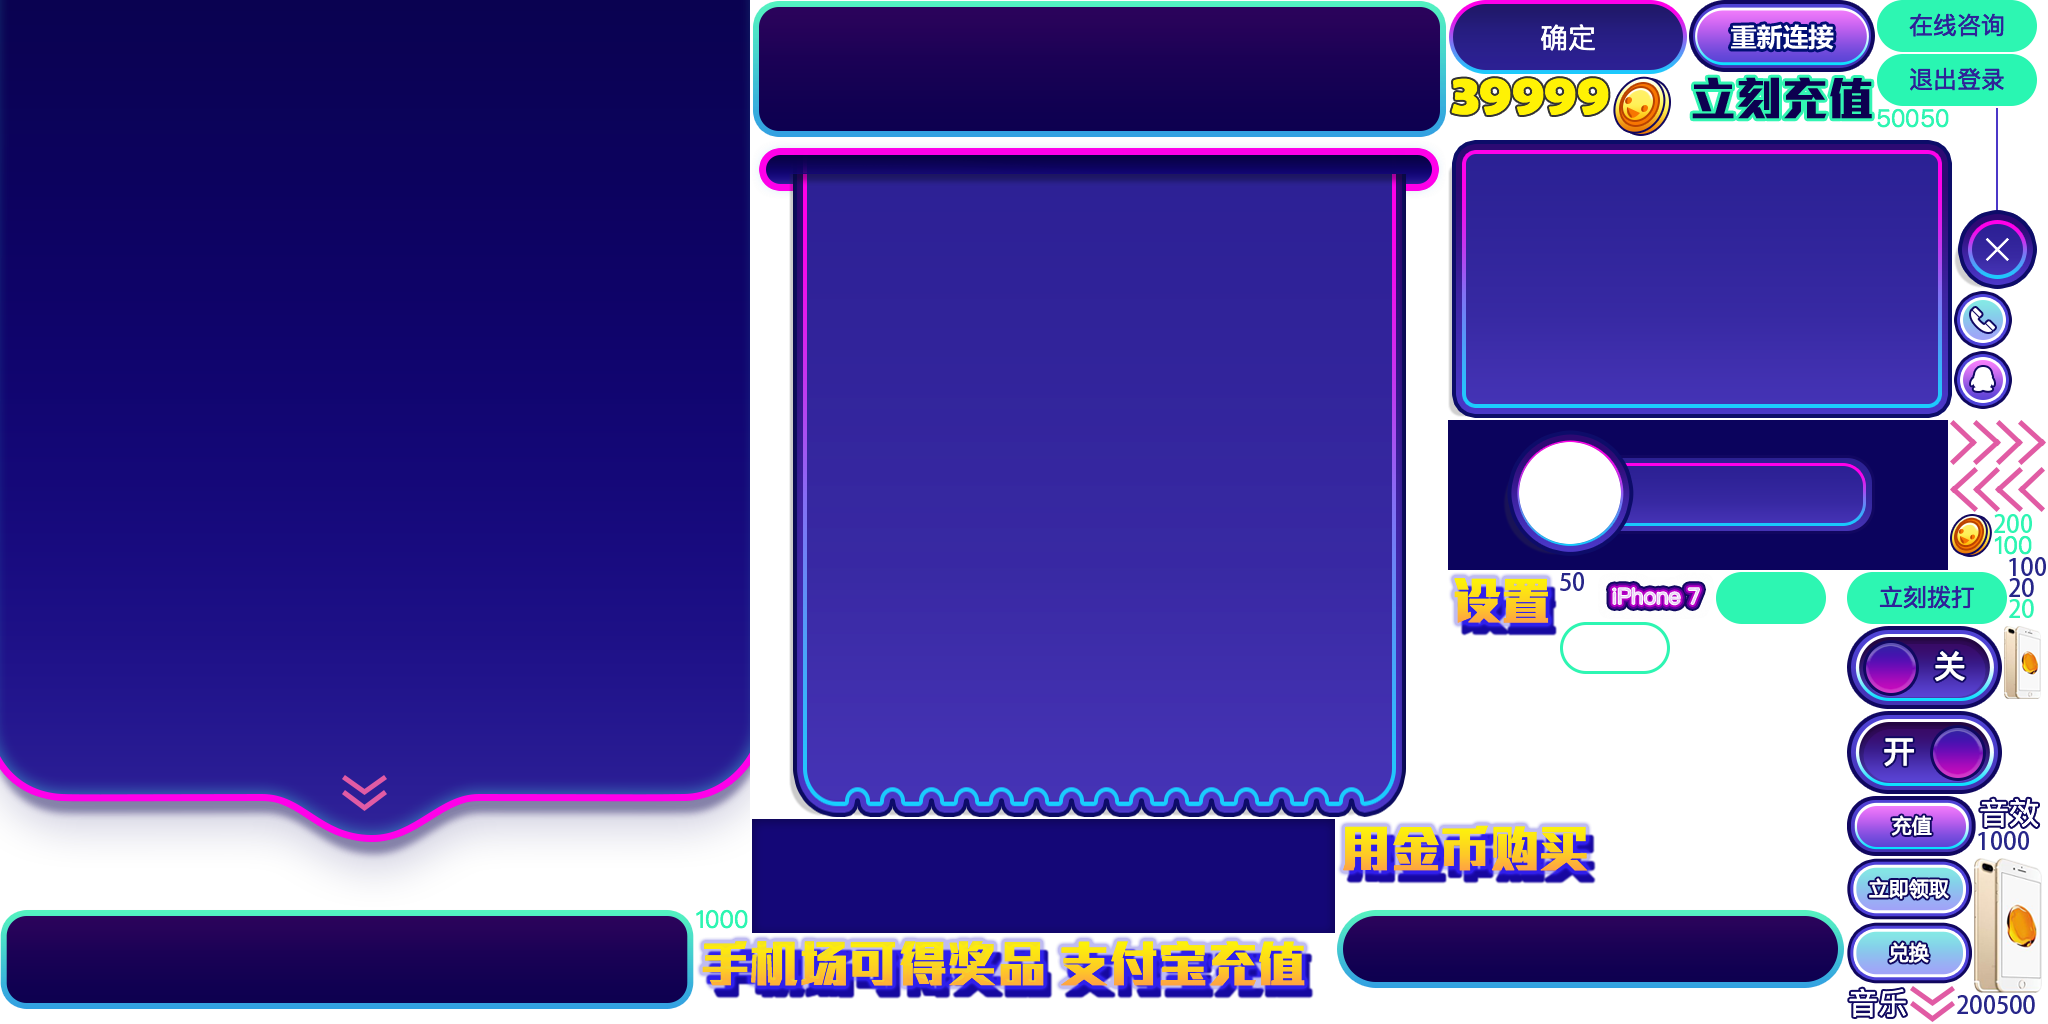 确定
重新连接
在线咨询
退出登录
39999
立刻充值
50050
200
100
100
20
20
设置
50
iPhone 7
立刻拨打
关
开
充值
音效
1000
用金币购买
立即领取
1000
手机场可得奖品 支付宝充值
兑换
音乐
200500